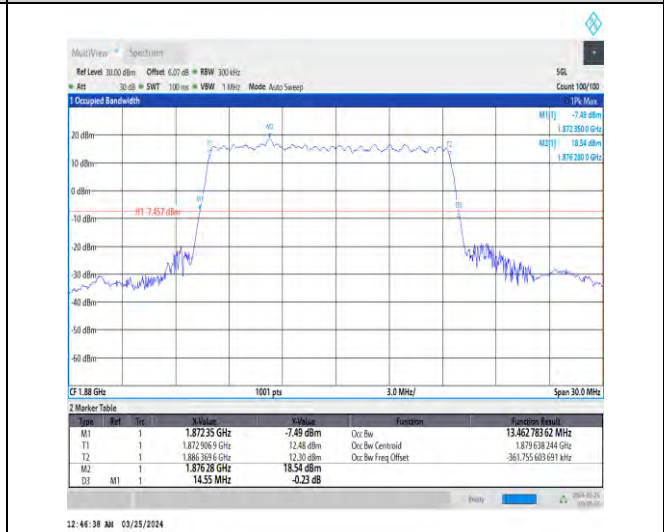 MultiView Spectrum
Ref Level 30.00 dBm Offset 6.07 dB RBW 300 kHz SGL
Att 30 dB SWT 100 ms VBW 1 MHz Mode Auto Sweep Count 100/100
1 Occupied Bandwidth 1Pk Max
M1[1] -7.49 dBm
1.872 350 0 GHz
M2[1] 18.54 dBm
1.876 280 0 GHz
M2
20 dBm
T1 T2
10 dBm
0 dBm
M1 D3
H1 -7.457 dBm
-10 dBm
-20 dBm
-30 dBm
-40 dBm
-50 dBm
-60 dBm
CF 1.88 GHz 1001 pts 3.0 MHz/ Span 30.0 MHz
2 Marker Table
Type Ref Trc X-Value Y-Value Function Function Result
M1 1 1.87235 GHz -7.49 dBm Occ Bw 13.462 783 62 MHz
T1 1 1.872 906 9 GHz 12.48 dBm Occ Bw Centroid 1.879 638 244 GHz
T2 1 1.886 369 6 GHz 12.30 dBm Occ Bw Freq Offset -361.755 603 691 kHz
M2 1 1.87628 GHz 18.54 dBm
D3 M1 1 14.55 MHz -0.23 dB
12:46:38 AM 03/25/2024